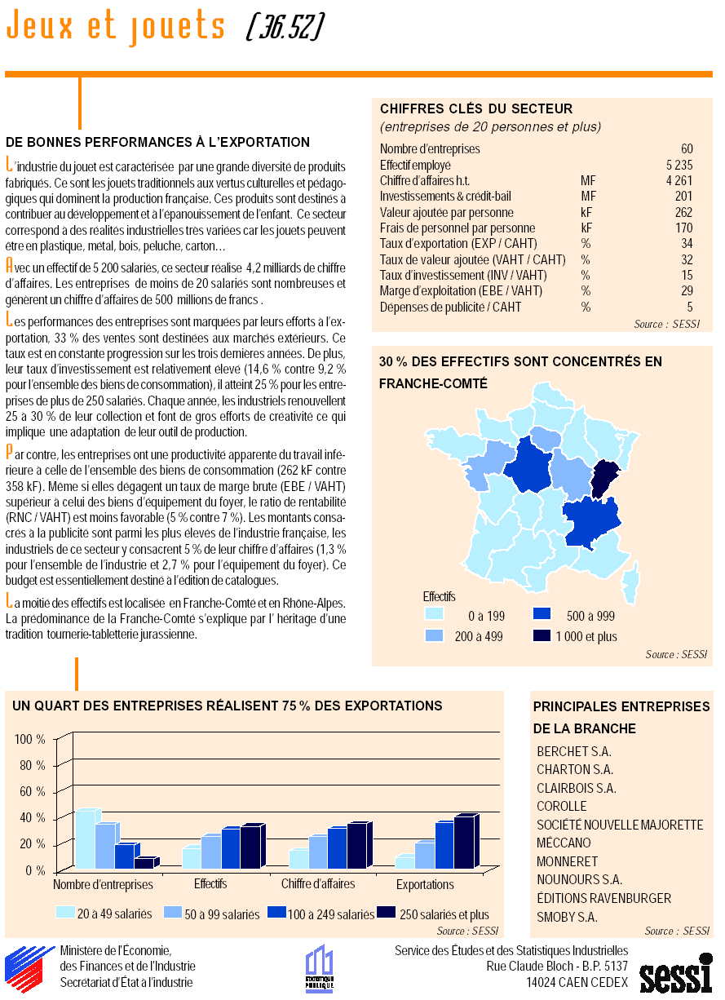 Jeux et jouets (36.52)
DE BONNES PERFORMANCES À L'EXPORTATION
L'industrie du jouet est caractérisée par une grande diversité de produits
fabriqués. Ce sont les jouets traditionnels aux vertus culturelles et pédago-
giques qui dominent la production française. Ces produits sont destinés à
contribuer au développement et à l'épanouissement de l'enfant. Ce secteur
correspond à des réalités industrielles très variées car les jouets peuvent
être en plastique, métal, bois, peluche, carton...
Avec un effectif de 5 200 salariés, ce secteur réalise 4,2 milliards de chiffre
d'affaires. Les entreprises de moins de 20 salariés sont nombreuses et
génèrent un chiffre d'affaires de 500 millions de francs .
Les performances des entreprises sont marquées par leurs efforts à l'ex-
portation, 33 % des ventes sont destinées aux marchés extérieurs. Ce
taux est en constante progression sur les trois dernières années. De plus,
leur taux d'investissement est relativement élevé (14,6 % contre 9,2 %
pour l'ensemble des biens de consommation), il atteint 25 % pour les entre-
prises de plus de 250 salariés. Chaque année, les industriels renouvellent
25 à 30 % de leur collection et font de gros efforts de créativité ce qui
implique une adaptation de leur outil de production.
Par contre, les entreprises ont une productivité apparente du travail infé-
rieure à celle de l'ensemble des biens de consommation (262 kF contre
358 kF). Même si elles dégagent un taux de marge brute (EBE / VAHT)
supérieur à celui des biens d'équipement du foyer, le ratio de rentabilité
(RNC / VAHT) est moins favorable (5 % contre 7 %). Les montants consa-
crés à la publicité sont parmi les plus élevés de l'industrie française, les
industriels de ce secteur y consacrent 5 % de leur chiffre d'affaires (1,3 %
pour l'ensemble de l'industrie et 2,7 % pour l'équipement du foyer). Ce
budget est essentiellement destiné à l'édition de catalogues.
La moitié des effectifs est localisée en Franche-Comté et en Rhône-Alpes.
La prédominance de la Franche-Comté s'explique par l' héritage d'une
tradition tournerie-tabletterie jurassienne.
CHIFFRES CLÉS DU SECTEUR
(entreprises de 20 personnes et plus)
Nombre d'entreprises 60
Effectif employé 5 235
Chiffre d'affaires h.t. MF 4 261
Investissements & crédit-bail MF 201
Valeur ajoutée par personne kF 262
Frais de personnel par personne kF 170
Taux d'exportation (EXP / CAHT) % 34
Taux de valeur ajoutée (VAHT / CAHT) % 32
Taux d'investissement (INV / VAHT) % 15
Marge d'exploitation (EBE / VAHT) % 29
Dépenses de publicité / CAHT % 5
Source : SESSI
30 % DES EFFECTIFS SONT CONCENTRÉS EN
FRANCHE-COMTÉ
Effectifs
0 à 199 500 à 999
200 à 499 1 000 et plus
Source : SESSI
UN QUART DES ENTREPRISES RÉALISENT 75 % DES EXPORTATIONS
100 %
80 %
60 %
40 %
20 %
0 %
Nombre d'entreprises Effectifs Chiffre d'affaires Exportations
20 à 49 salariés 50 à 99 salariés 100 à 249 salariés 250 salariés et plus
Source : SESSI
PRINCIPALES ENTREPRISES
DE LA BRANCHE
BERCHET S.A.
CHARTON S.A.
CLAIRBOIS S.A.
COROLLE
SOCIÉTÉ NOUVELLE MAJORETTE
MÉCCANO
MONNERET
NOUNOURS S.A.
ÉDITIONS RAVENBURGER
SMOBY S.A.
Source : SESSI
Ministère de l'Économie,
des Finances et de l'Industrie
Secrétariat d'État à l'industrie
STATISTIQUE
PUBLIQUE
Service des Études et des Statistiques Industrielles
Rue Claude Bloch - B.P. 5137
14024 CAEN CEDEX
sessi